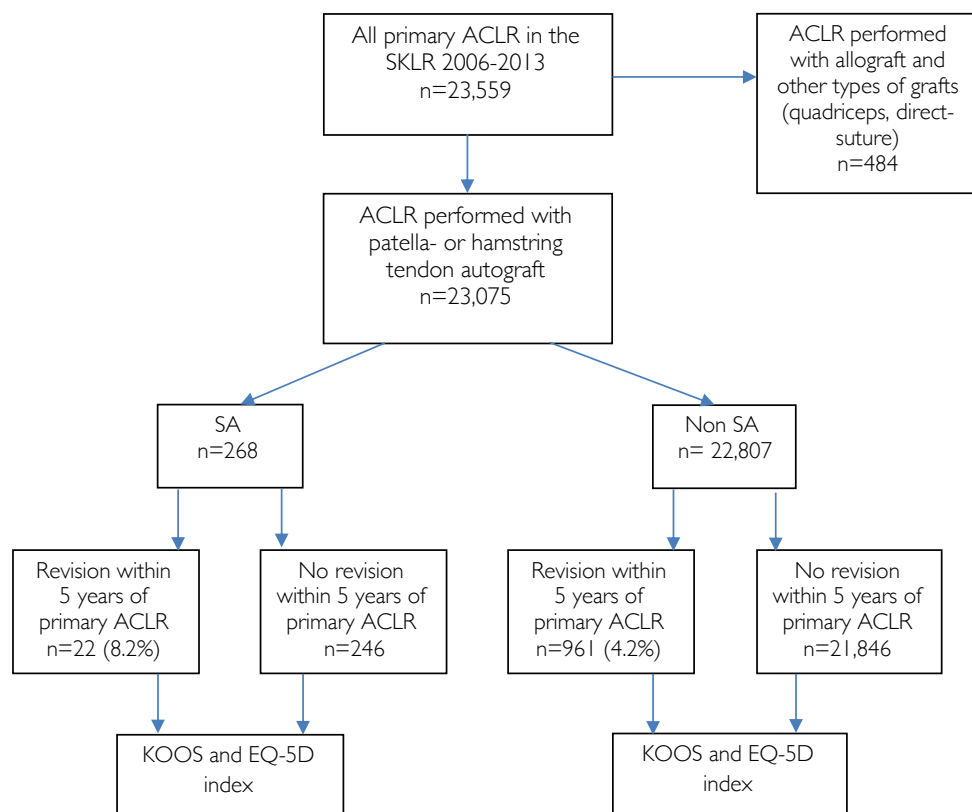 All primary ACLR in the
SKLR 2006-2013
n=23,559
ACLR performed
with allograft and
other types of grafts
(quadriceps, direct-
suture)
n=484
ACLR performed with
patella- or hamstring
tendon autograft
n=23,075
SA
n=268
Non SA
n= 22,807
Revision within
5 years of
primary ACLR
n=22 (8.2%)
No revision
within 5 years of
primary ACLR
n=246
Revision within
5 years of
primary ACLR
n=961 (4.2%)
No revision
within 5 years of
primary ACLR
n=21,846
KOOS and EQ-5D
index
KOOS and EQ-5D
index